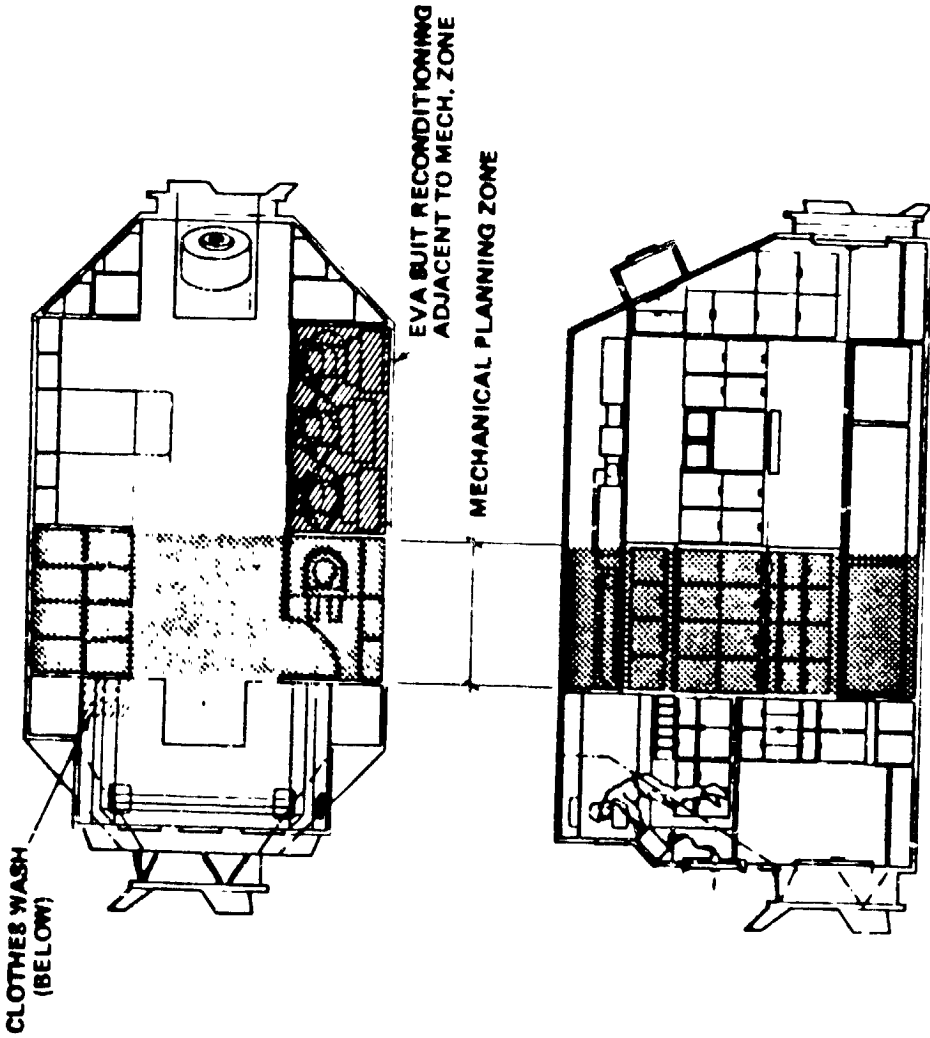 CLOTHES WASH
(BELOW)
EVA SUIT RECONDITIONING
ADJACENT TO MECH. ZONE
MECHANICAL PLANNING ZONE